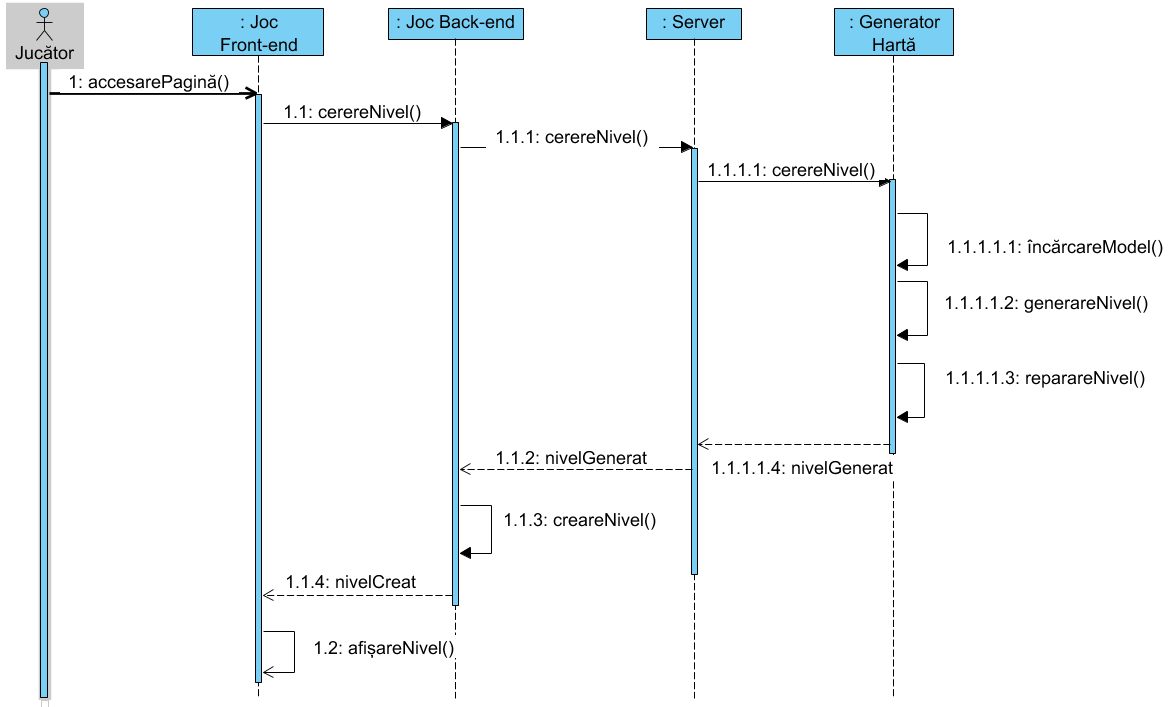 Jucător
: Joc
Front-end
: Joc Back-end
: Server
: Generator
Hartă
1: accesarePagină()
1.1: cerereNivel()
1.1.1: cerereNivel()
1.1.1.1: cerereNivel()
1.1.1.1.1: încărcareModel()
1.1.1.1.2: generareNivel()
1.1.1.1.3: reparareNivel()
1.1.1.1.4: nivelGenerat
1.1.2: nivelGenerat
1.1.3: creareNivel()
1.1.4: nivelCreat
1.2: afișareNivel()